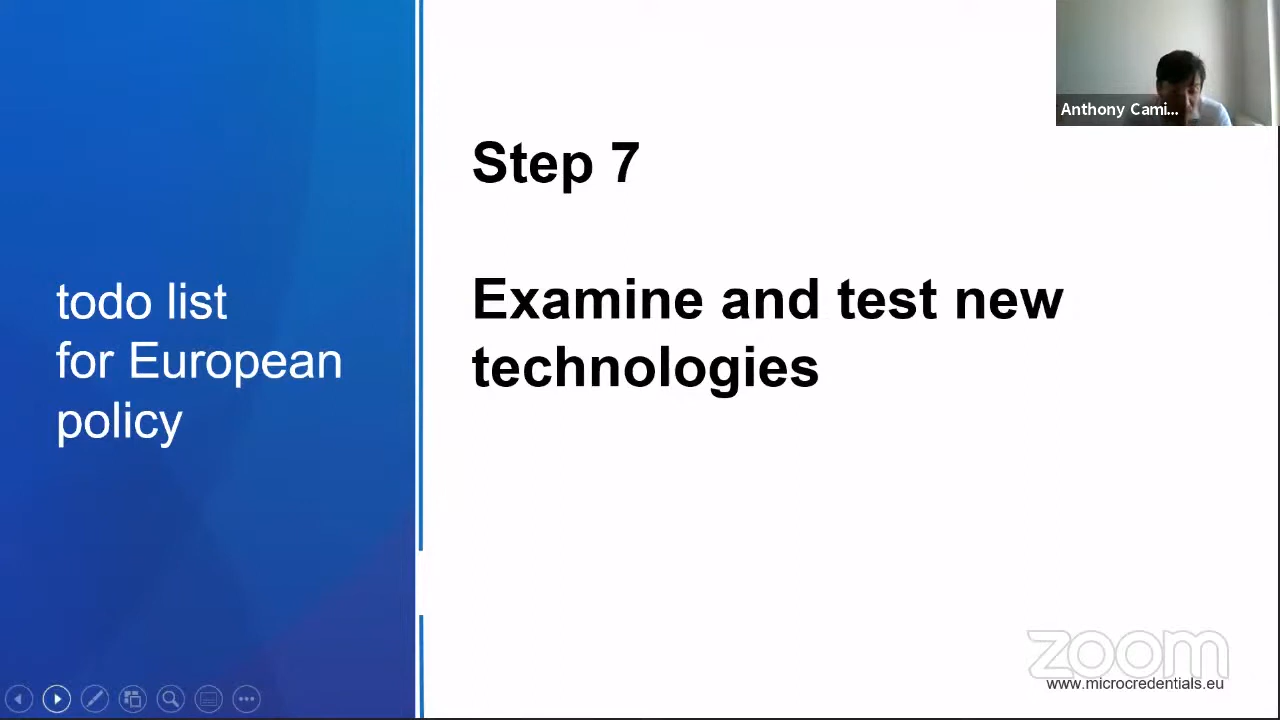 Anthony Cami...
Step 7
Examine and test new
technologies
todo list
for European
policy
zoom
www.microcredentials.eu